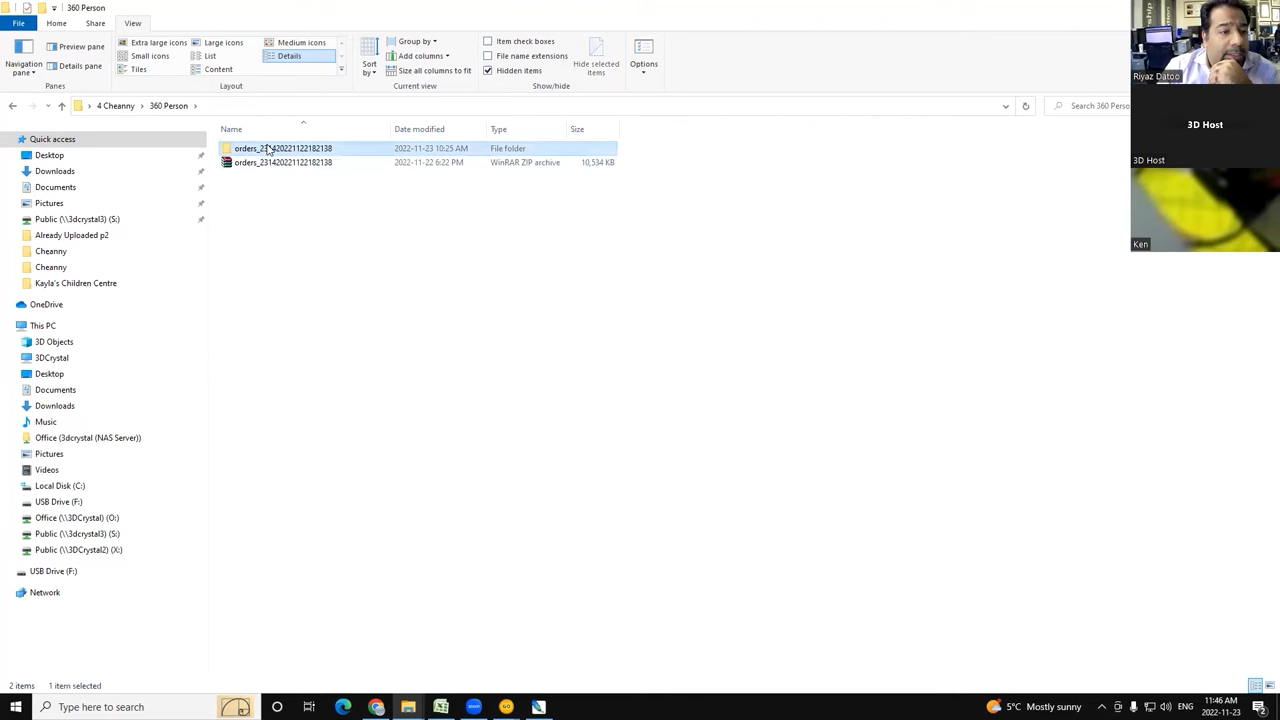 360 Person
File Home Share View
Navigation pane
Preview pane
Details pane
Panes
Extra large icons Large icons Medium icons
Small icons List Details
Tiles Content
Layout
Sort by
Group by
Add columns
Size all columns to fit
Current view
Item check boxes
File name extensions
Hidden items
Hide selected items
Show/hide
Options
4 Cheanny 360 Person
Search 360 Perso
Name Date modified Type Size
orders_231420221122182138 2022-11-23 10:25 AM File folder
orders_231420221122182138 2022-11-22 6:22 PM WinRAR ZIP archive 10,534 KB
Quick access
Desktop
Downloads
Documents
Pictures
Public (\\3dcrystal3) (S:)
Already Uploaded p2
Cheanny
Cheanny
Kayla's Children Centre
OneDrive
This PC
3D Objects
3DCrystal
Desktop
Documents
Downloads
Music
Office (3dcrystal (NAS Server))
Pictures
Videos
Local Disk (C:)
USB Drive (F:)
Office (\\3DCrystal) (O:)
Public (\\3dcrystal3) (S:)
Public (\\3DCrystal2) (X:)
USB Drive (F:)
Network
2 items 1 item selected
Riyaz Datoo
3D Host
3D Host
Ken
Type here to search
5°C Mostly sunny
ENG
11:46 AM
2022-11-23